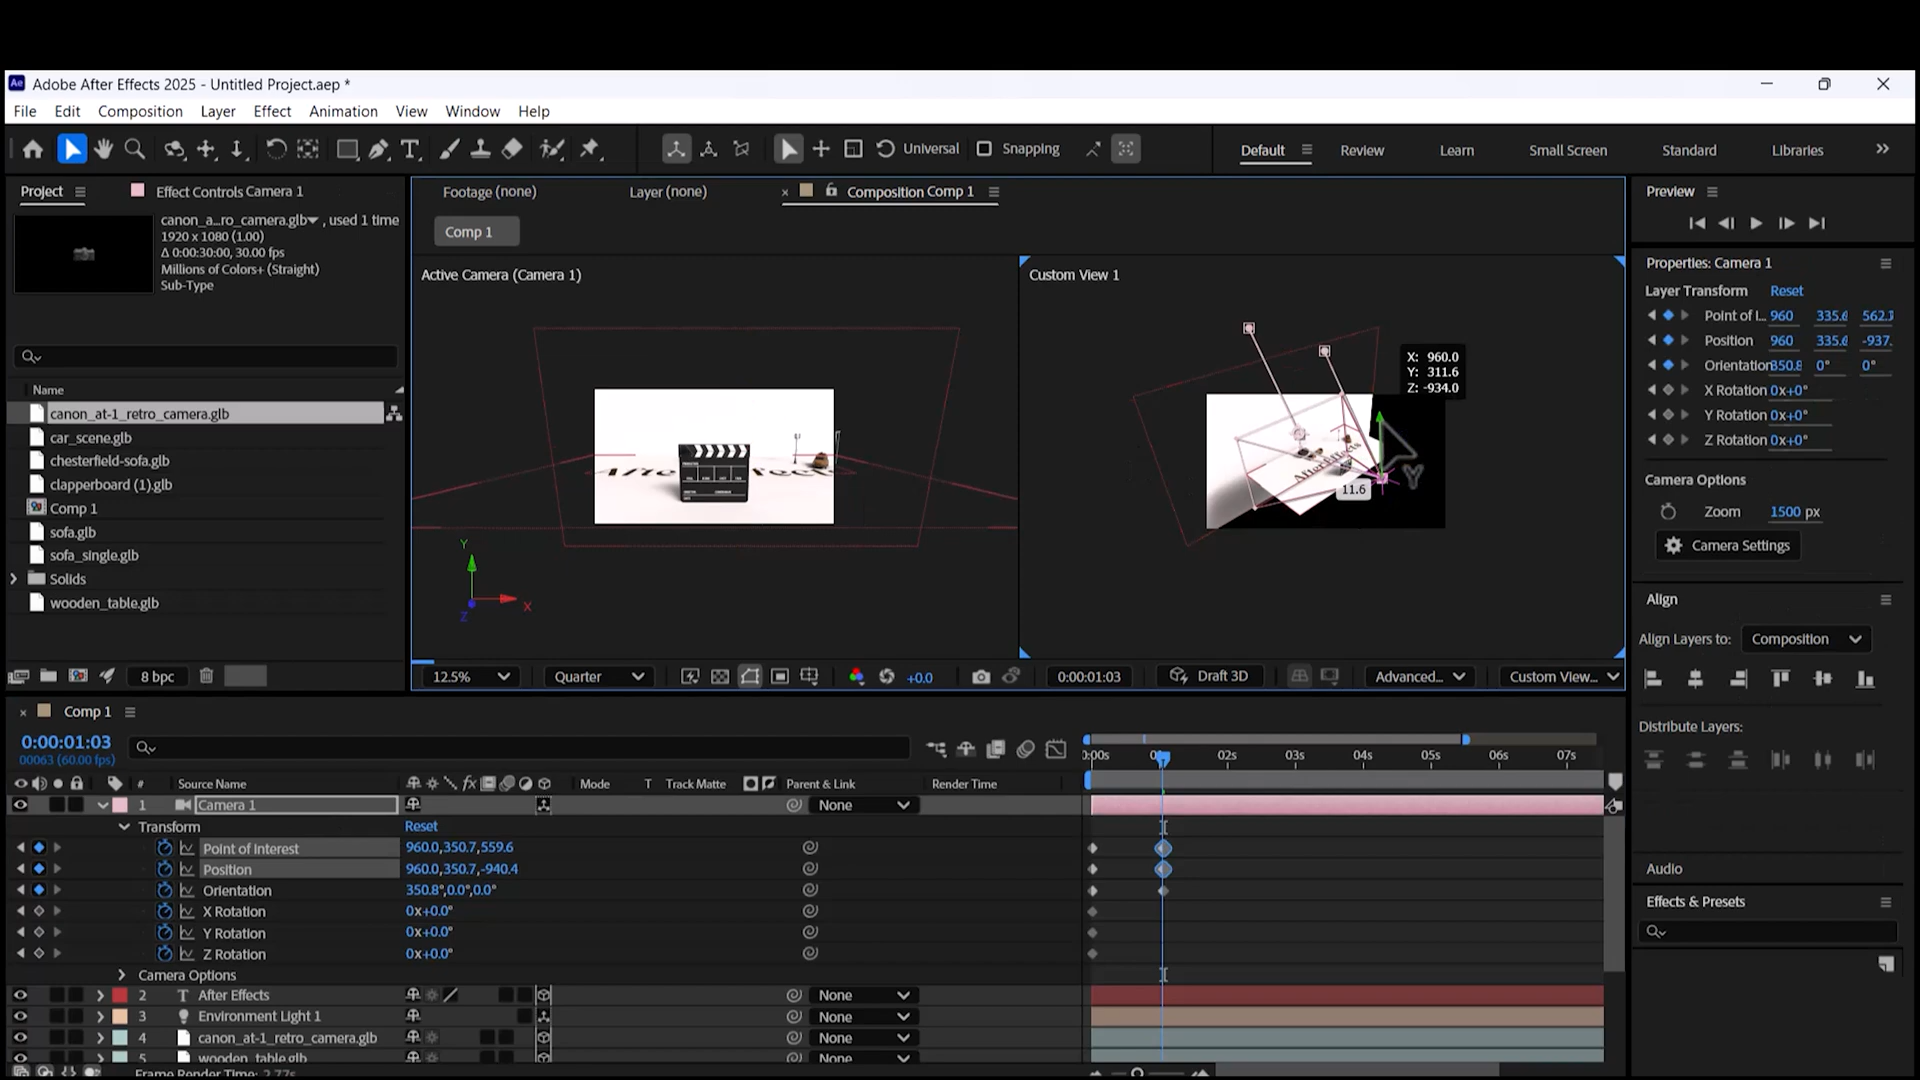 Ae Adobe After Effects 2025 - Untitled Project.aep *
File Edit Composition Layer Effect Animation View Window Help
Universal Snapping Default Review Learn Small Screen Standard Libraries
Project Effect Controls Camera 1
canon_a...ro_camera.glb , used 1 time
1920 x 1080 (1.00)
Δ 0:00:30:00, 30.00 fps
Millions of Colors+ (Straight)
Sub-Type
Name
canon_at-1_retro_camera.glb
car_scene.glb
chesterfield-sofa.glb
clapperboard (1).glb
Comp 1
sofa.glb
sofa_single.glb
Solids
wooden_table.glb
8 bpc
Footage (none) Layer (none) × Composition Comp 1
Comp 1
Active Camera (Camera 1)
Y
X
Z
Custom View 1
X: 960.0
Y: 311.6
Z: -934.0
After Effects
11.6
Y
12.5% Quarter +0.0 0:00:01:03 Draft 3D Advanced... Custom View...
Preview
Properties: Camera 1
Layer Transform Reset
Point of I... 960 335.6 562.1
Position 960 335.6 -937.
Orientation 350.8 0° 0°
X Rotation 0x+0°
Y Rotation 0x+0°
Z Rotation 0x+0°
Camera Options
Zoom 1500 px
Camera Settings
Align
Align Layers to: Composition
Distribute Layers:
Audio
Effects & Presets
× Comp 1
0:00:01:03
00063 (60.00 fps)
# Source Name fx Mode T Track Matte Parent & Link Render Time
02s 03s 04s 05s 06s 07s
1 Camera 1 None
Transform Reset
Point of Interest 960.0,350.7,559.6
Position 960.0,350.7,-940.4
Orientation 350.8°,0.0°,0.0°
X Rotation 0x+0.0°
Y Rotation 0x+0.0°
Z Rotation 0x+0.0°
Camera Options
2 T After Effects None
3 Environment Light 1 None
4 canon_at-1_retro_camera.glb None
5 wooden_table.glb None
Frame Render Time: 2.77s